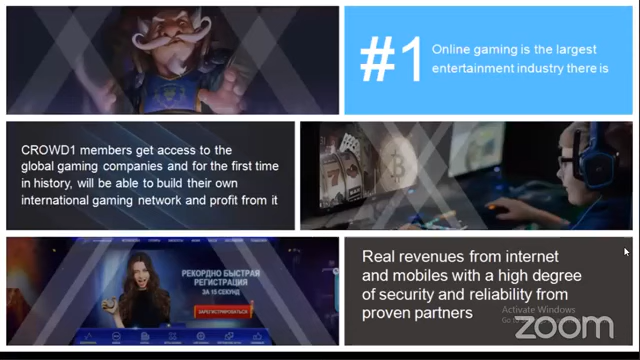 #1
Online gaming is the largest
entertainment industry there is
CROWD1 members get access to the
global gaming companies and for the first time
in history, will be able to build their own
international gaming network and profit from it
РЕКОРДНО БЫСТРАЯ
РЕГИСТРАЦИЯ
ЗА 15 СЕКУНД
ЗАРЕГИСТРИРОВАТЬСЯ
Real revenues from internet
and mobiles with a high degree
of security and reliability from
proven partners
Activate Windows
zoom